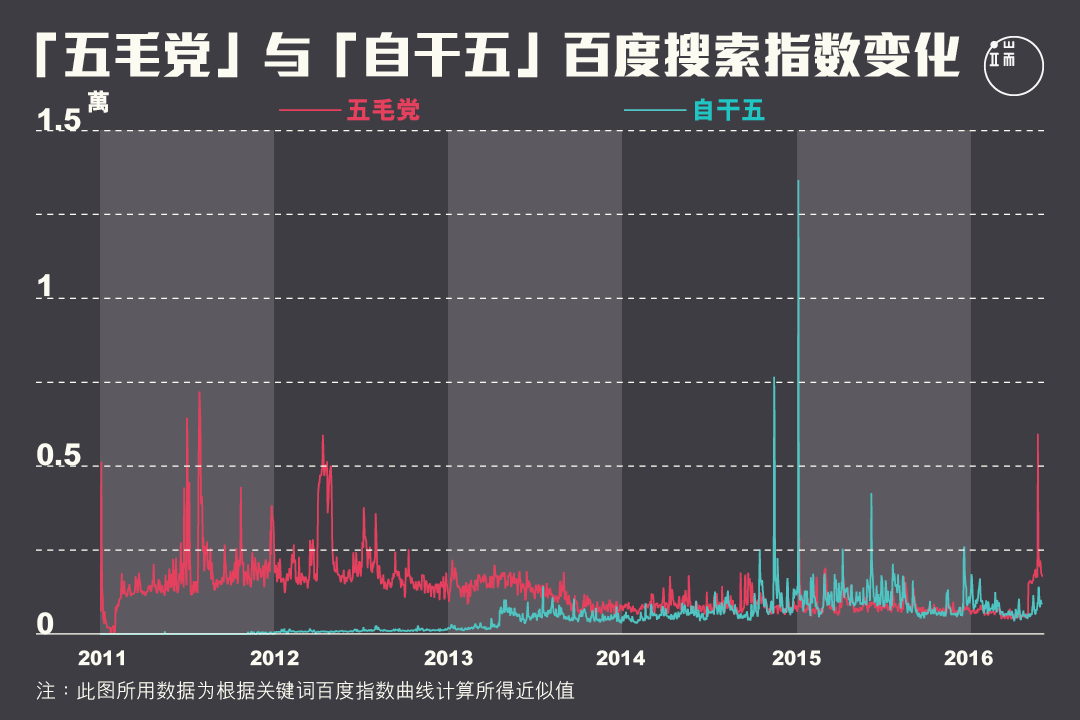 「五毛党」与「自干五」百度搜索指数变化
端
萬
五毛党 自干五
1.5
1
0.5
0
2011 2012 2013 2014 2015 2016
注：此图所用数据为根据关键词百度指数曲线计算所得近似值